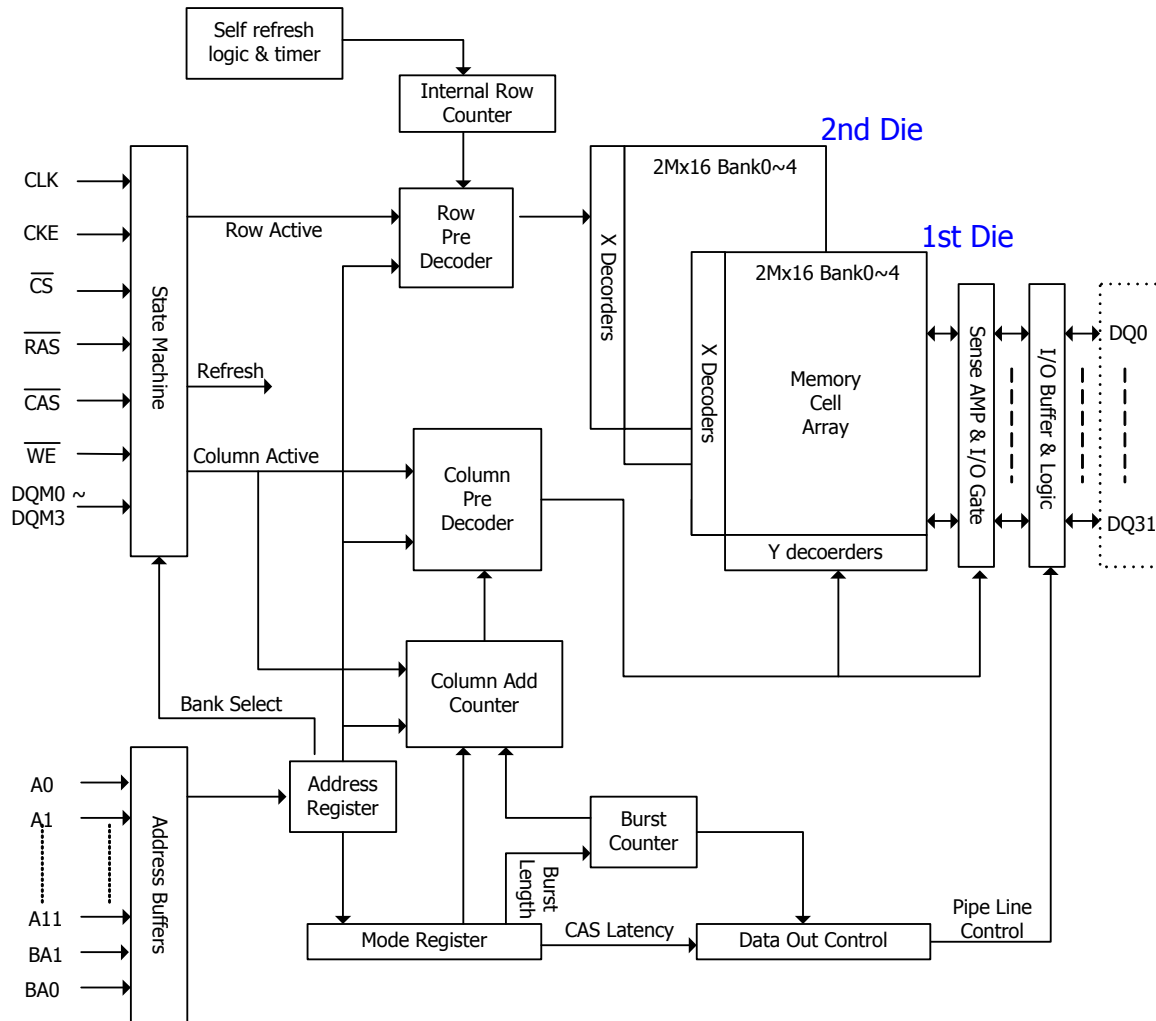 Self refresh
logic & timer
Internal Row
Counter
2nd Die
2Mx16 Bank0~4
1st Die
2Mx16 Bank0~4
CLK
CKE
CS
RAS
CAS
WE
DQM0 ~
DQM3
State Machine
Row Active
Refresh
Column Active
Row
Pre
Decoder
X Decorders
X Decoders
Memory
Cell
Array
Y decoerders
Sense AMP & I/O Gate
I/O Buffer & Logic
DQ0
DQ31
Column
Pre
Decoder
Column Add
Counter
Bank Select
A0
A1
A11
BA1
BA0
Address Buffers
Address
Register
Burst
Counter
Burst
Length
Mode Register
CAS Latency
Data Out Control
Pipe Line
Control